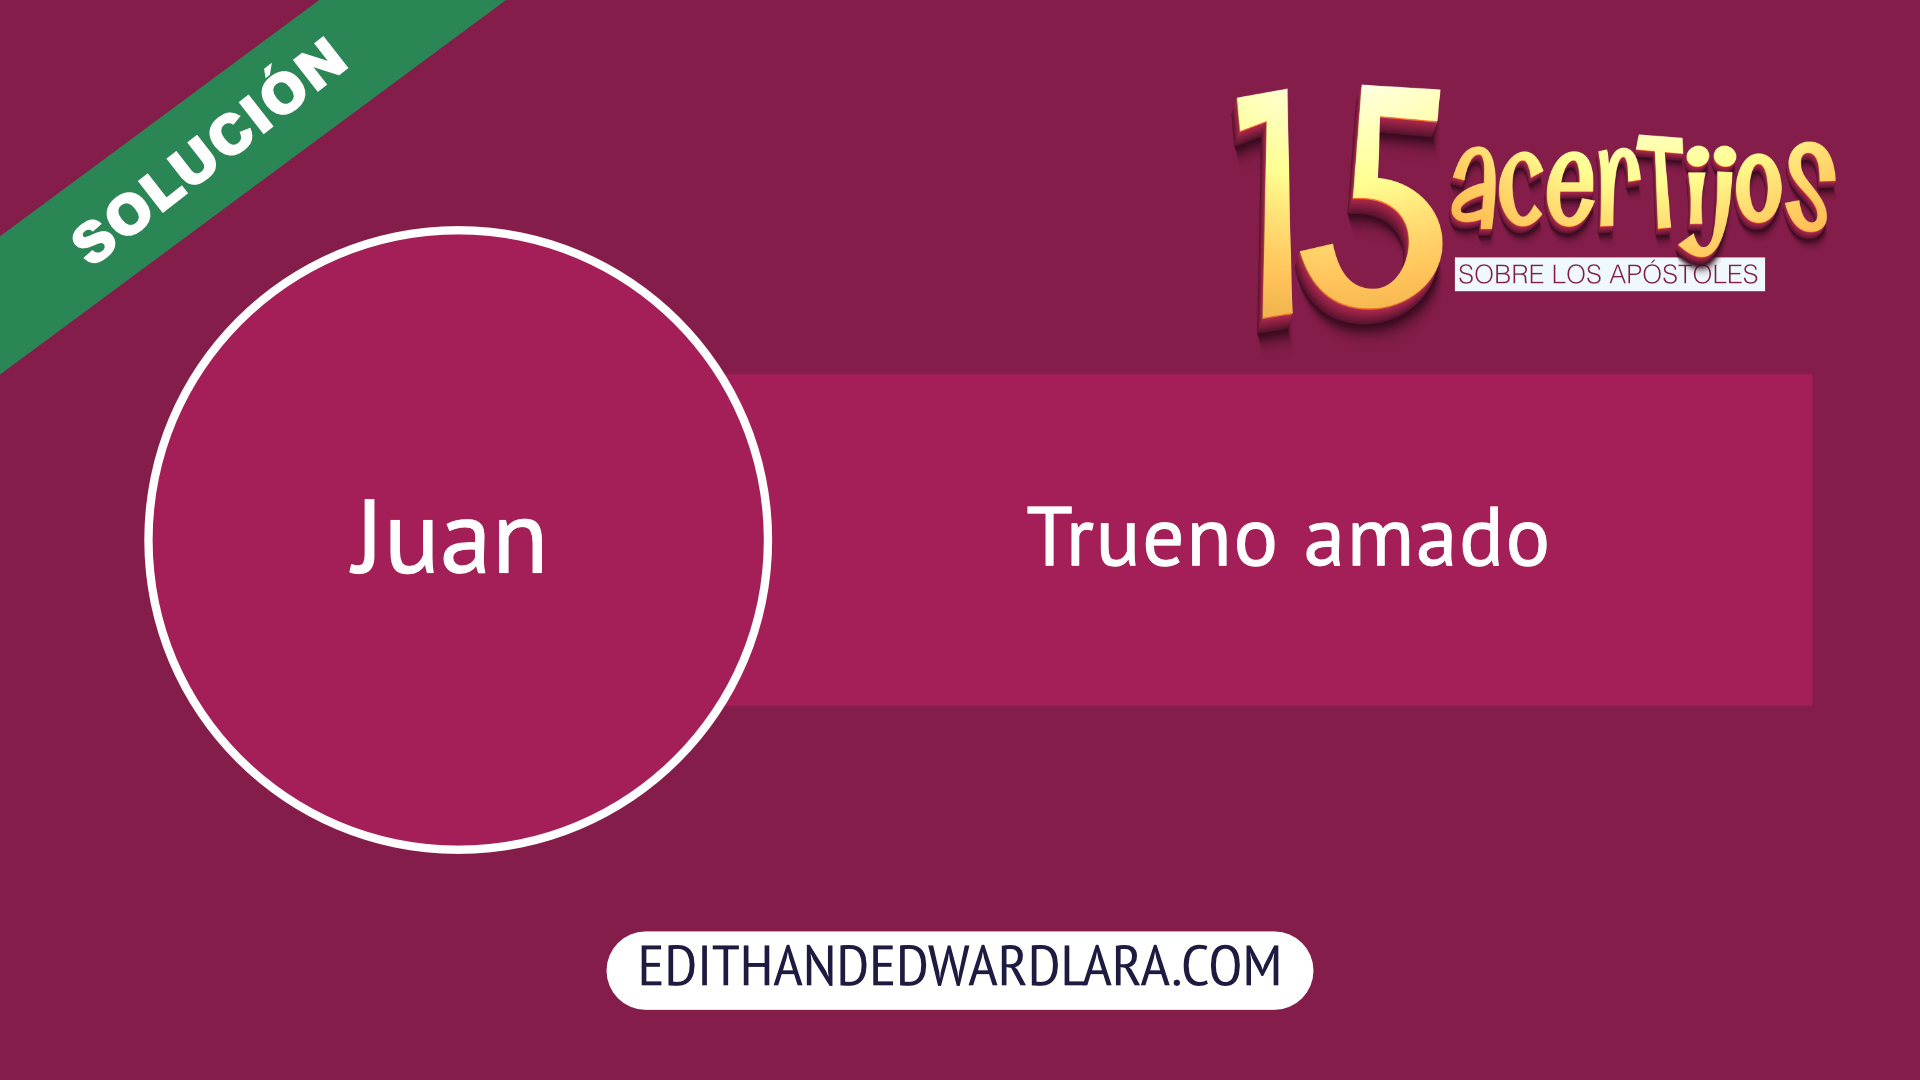 SOLUCIÓN
15 acerTijos
SOBRE LOS APÓSTOLES
Juan
Trueno amado
EDITHANDEDWARDLARA.COM